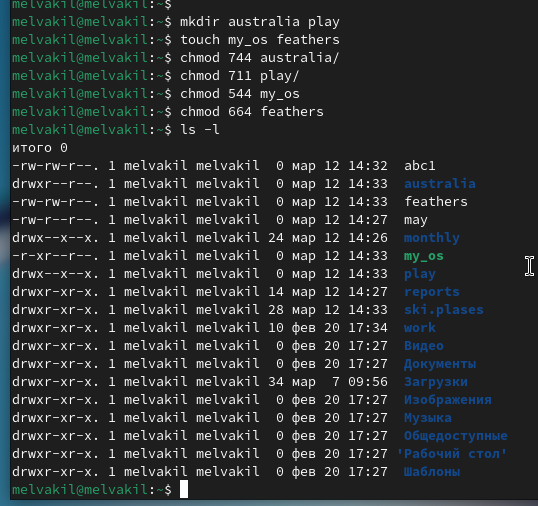 melvakil@melvakil:~$
melvakil@melvakil:~$ mkdir australia play
melvakil@melvakil:~$ touch my_os feathers
melvakil@melvakil:~$ chmod 744 australia/
melvakil@melvakil:~$ chmod 711 play/
melvakil@melvakil:~$ chmod 544 my_os
melvakil@melvakil:~$ chmod 664 feathers
melvakil@melvakil:~$ ls -l
итого 0
-rw-rw-r--. 1 melvakil melvakil  0 мар 12 14:32  abc1
drwxr--r--. 1 melvakil melvakil  0 мар 12 14:33  australia
-rw-rw-r--. 1 melvakil melvakil  0 мар 12 14:33  feathers
-rw-r--r--. 1 melvakil melvakil  0 мар 12 14:27  may
drwx--x--x. 1 melvakil melvakil 24 мар 12 14:26  monthly
-r-xr--r--. 1 melvakil melvakil  0 мар 12 14:33  my_os
drwx--x--x. 1 melvakil melvakil  0 мар 12 14:33  play
drwxr-xr-x. 1 melvakil melvakil 14 мар 12 14:27  reports
drwxr-xr-x. 1 melvakil melvakil 28 мар 12 14:33  ski.plases
drwxr-xr-x. 1 melvakil melvakil 10 фев 20 17:34  work
drwxr-xr-x. 1 melvakil melvakil  0 фев 20 17:27  Видео
drwxr-xr-x. 1 melvakil melvakil  0 фев 20 17:27  Документы
drwxr-xr-x. 1 melvakil melvakil 34 мар  7 09:56  Загрузки
drwxr-xr-x. 1 melvakil melvakil  0 фев 20 17:27  Изображения
drwxr-xr-x. 1 melvakil melvakil  0 фев 20 17:27  Музыка
drwxr-xr-x. 1 melvakil melvakil  0 фев 20 17:27  Общедоступные
drwxr-xr-x. 1 melvakil melvakil  0 фев 20 17:27 'Рабочий стол'
drwxr-xr-x. 1 melvakil melvakil  0 фев 20 17:27  Шаблоны
melvakil@melvakil:~$